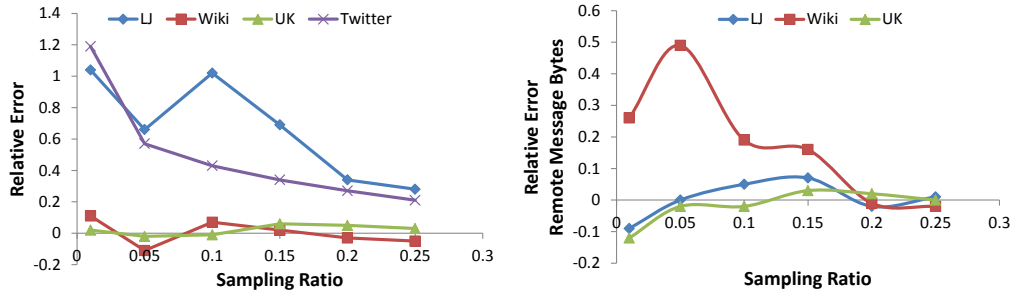 LJ Wiki UK Twitter
1.4
1.2
1
0.8
0.6
0.4
0.2
0
-0.2
0 0.05 0.1 0.15 0.2 0.25 0.3
Relative Error
Sampling Ratio
LJ Wiki UK
0.6
0.5
0.4
0.3
0.2
0.1
0
-0.1
-0.2
0 0.05 0.1 0.15 0.2 0.25 0.3
Relative Error
Remote Message Bytes
Sampling Ratio